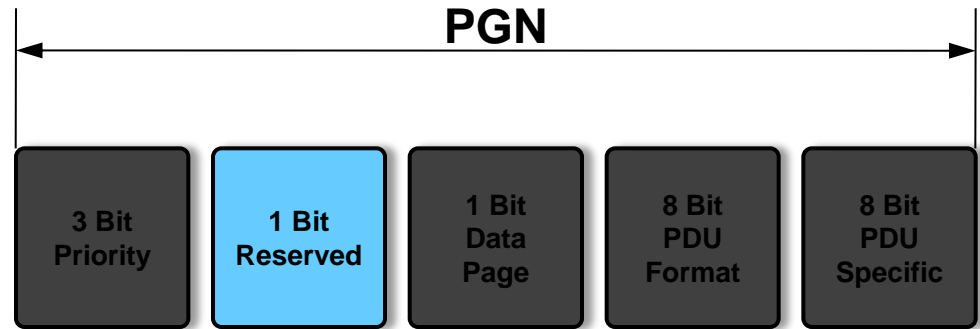 PGN
3 Bit
Priority
1 Bit
Reserved
1 Bit
Data
Page
8 Bit
PDU
Format
8 Bit
PDU
Specific